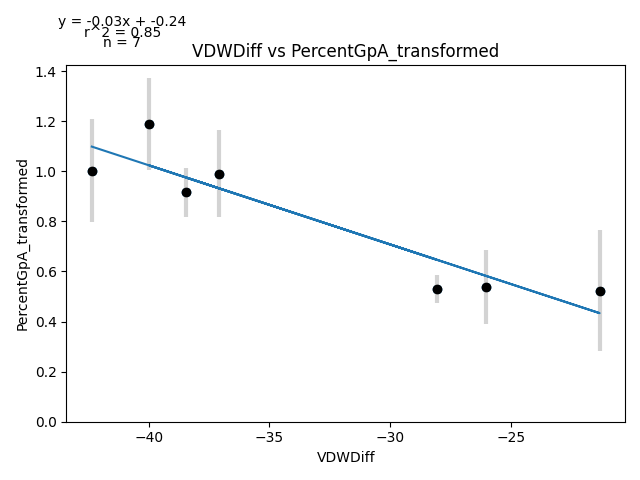 y = -0.03x + -0.24
r^2 = 0.85
n = 7
VDWDiff vs PercentGpA_transformed
1.4
1.2
1.0
0.8
0.6
0.4
0.2
0.0
PercentGpA_transformed
−40
−35
−30
−25
VDWDiff